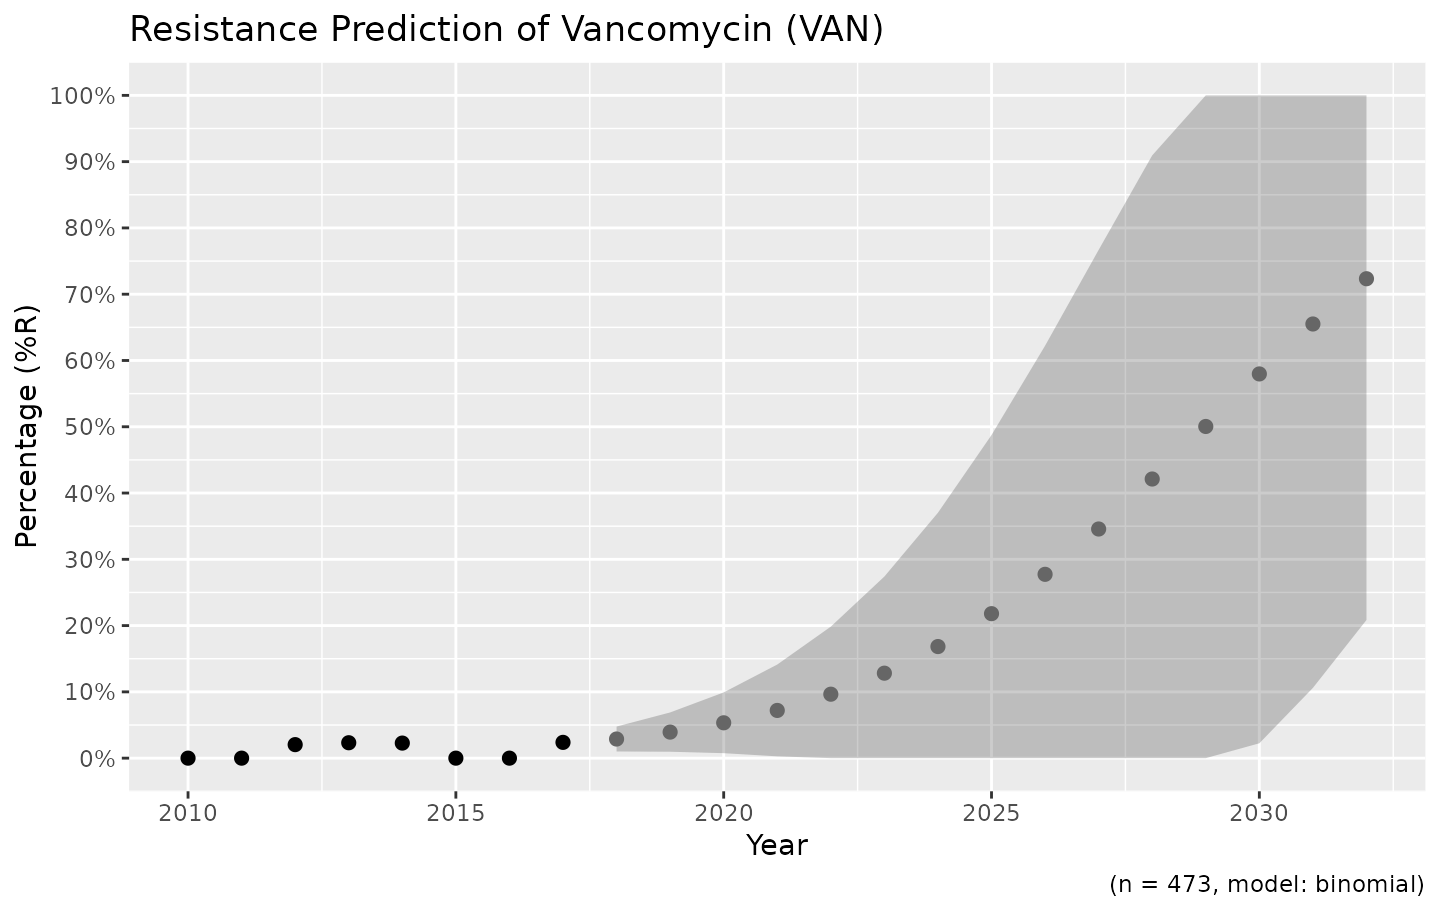 Resistance Prediction of Vancomycin (VAN)
Percentage (%R)
100%
90%
80%
70%
60%
50%
40%
30%
20%
10%
0%
2010 2015 2020 2025 2030
Year
(n = 473, model: binomial)